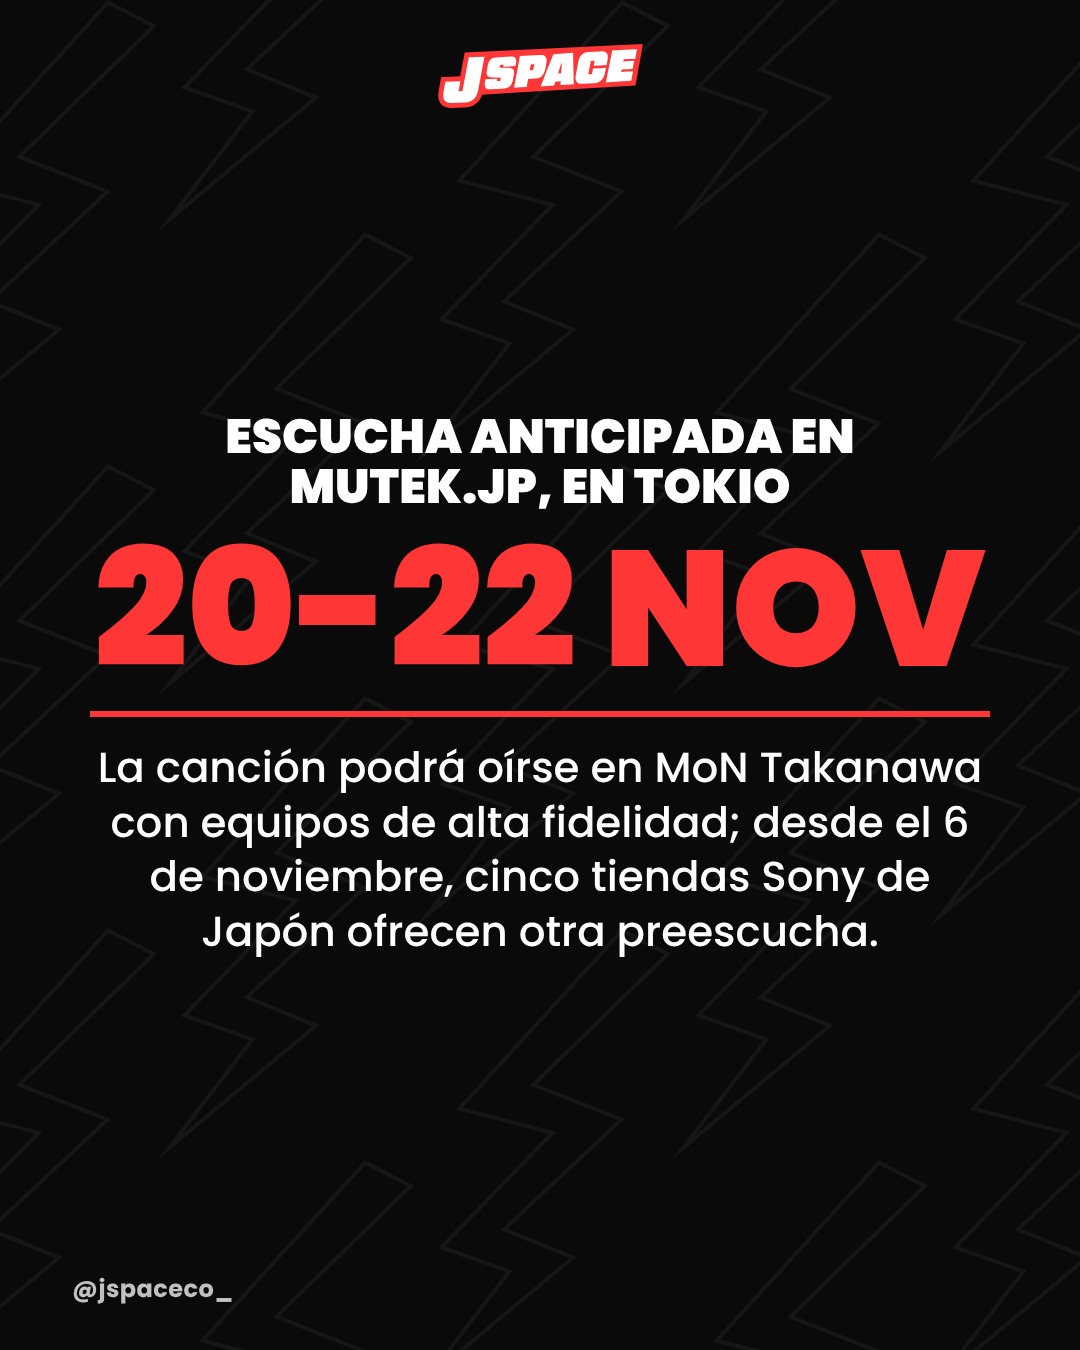 JSPACE
ESCUCHA ANTICIPADA EN
MUTEK.JP, EN TOKIO
20–22 NOV
La canción podrá oírse en MoN Takanawa
con equipos de alta fidelidad; desde el 6
de noviembre, cinco tiendas Sony de
Japón ofrecen otra preescucha.
@jspaceco_